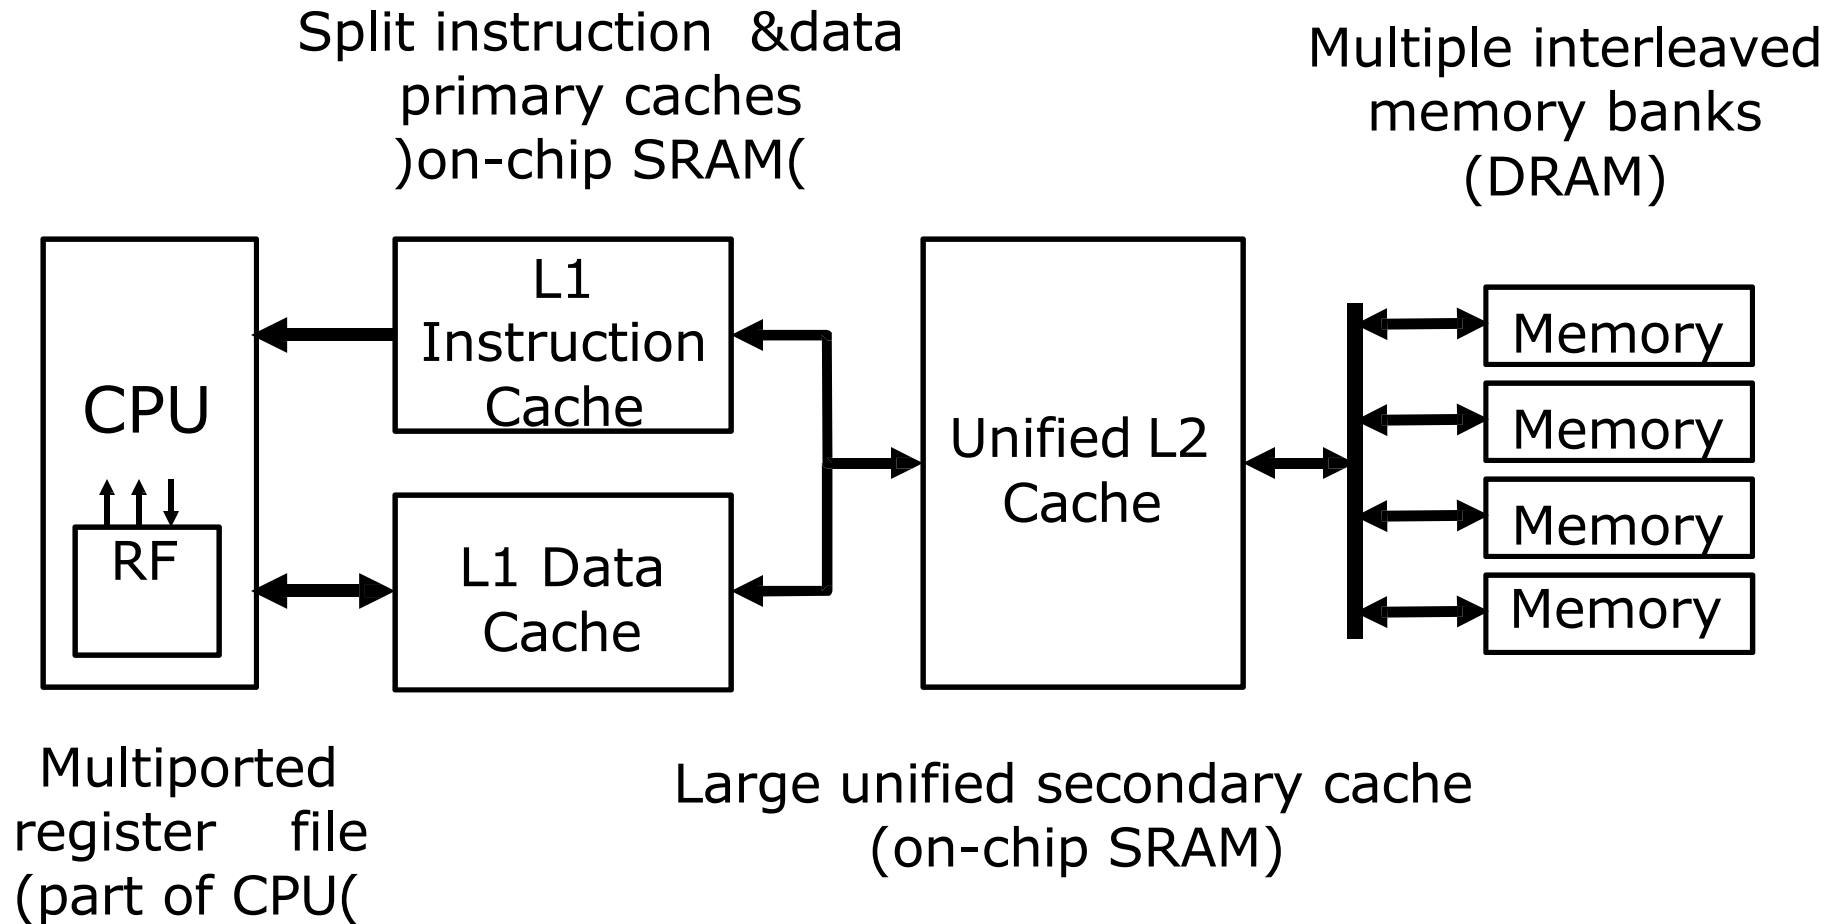 Split instruction  &data
primary caches
)on-chip SRAM(
Multiple interleaved
memory banks
(DRAM)
CPU
RF
L1
Instruction
Cache
L1 Data
Cache
Unified L2
Cache
Memory
Memory
Memory
Memory
Multiported
register    file
(part of CPU(
Large unified secondary cache
(on-chip SRAM)